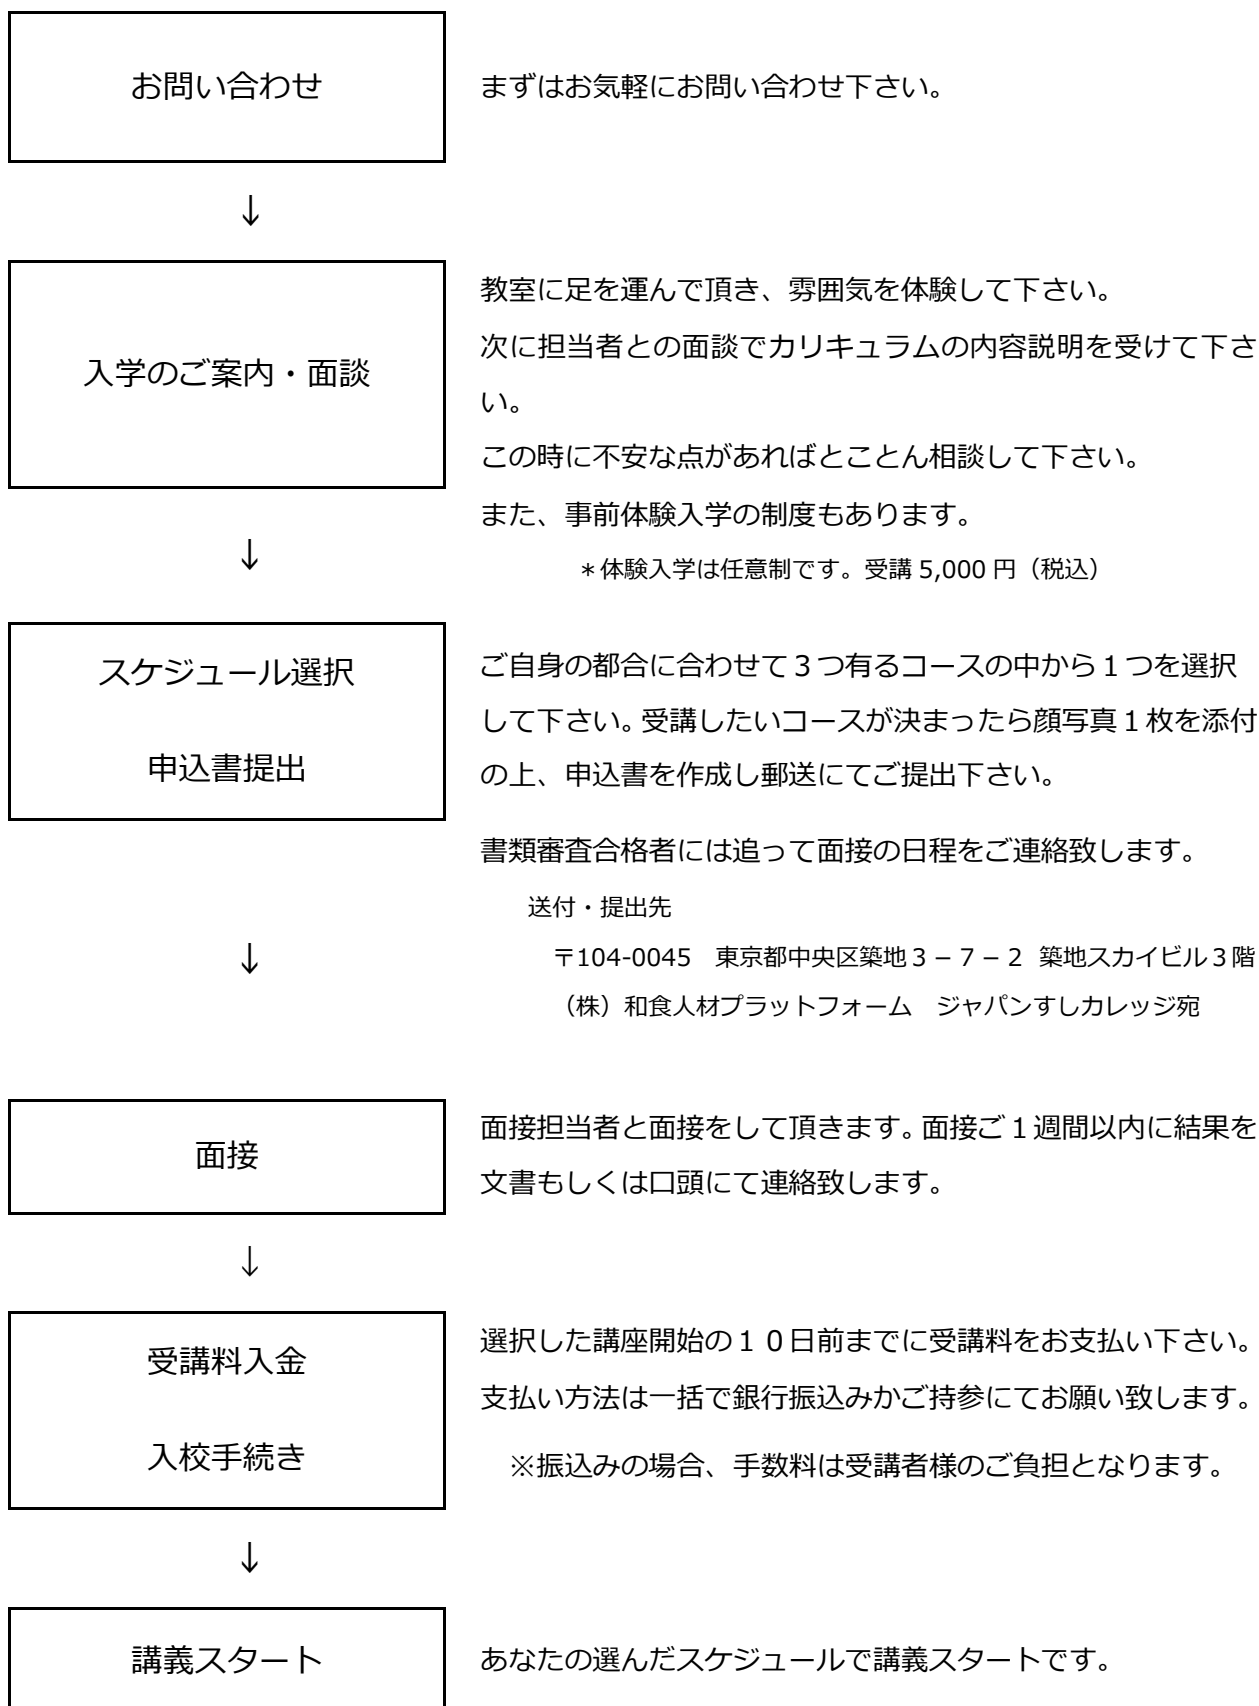 お問い合わせ
まずはお気軽にお問い合わせ下さい。
↓
入学のご案内・面談
教室に足を運んで頂き、雰囲気を体験して下さい。
次に担当者との面談でカリキュラムの内容説明を受けて下さ
い。
この時に不安な点があればとことん相談して下さい。
また、事前体験入学の制度もあります。
＊体験入学は任意制です。受講 5,000 円（税込）
↓
スケジュール選択
申込書提出
ご自身の都合に合わせて３つ有るコースの中から１つを選択
して下さい。受講したいコースが決まったら顔写真１枚を添付
の上、申込書を作成し郵送にてご提出下さい。
書類審査合格者には追って面接の日程をご連絡致します。
送付・提出先
〒104-0045　東京都中央区築地３－７－２ 築地スカイビル３階
（株）和食人材プラットフォーム　ジャパンすしカレッジ宛
↓
面接
面接担当者と面接をして頂きます。面接ご１週間以内に結果を
文書もしくは口頭にて連絡致します。
↓
受講料入金
入校手続き
選択した講座開始の１０日前までに受講料をお支払い下さい。
支払い方法は一括で銀行振込みかご持参にてお願い致します。
※振込みの場合、手数料は受講者様のご負担となります。
↓
講義スタート
あなたの選んだスケジュールで講義スタートです。